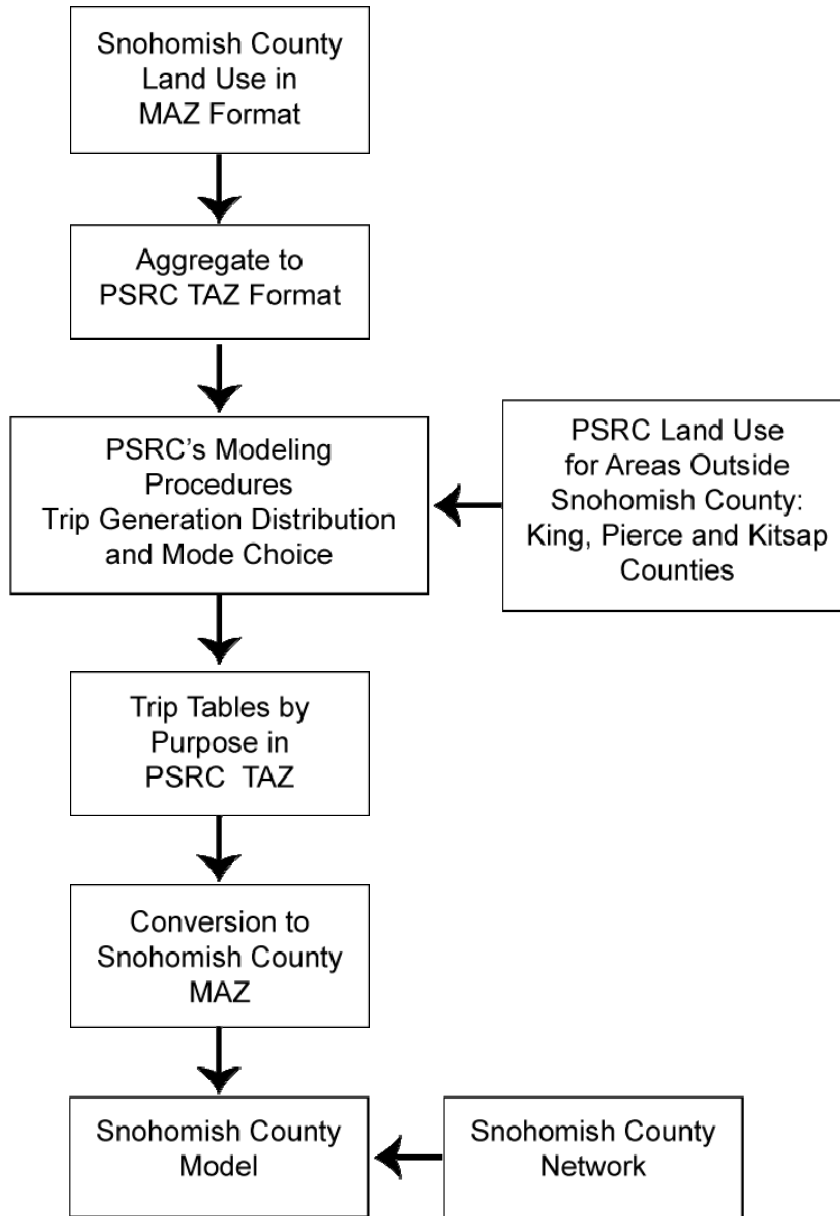 Snohomish County
Land Use in
MAZ Format
Aggregate to
PSRC TAZ Format
PSRC's Modeling
Procedures
Trip Generation Distribution
and Mode Choice
PSRC Land Use
for Areas Outside
Snohomish County:
King, Pierce and Kitsap
Counties
Trip Tables by
Purpose in
PSRC TAZ
Conversion to
Snohomish County
MAZ
Snohomish County
Model
Snohomish County
Network